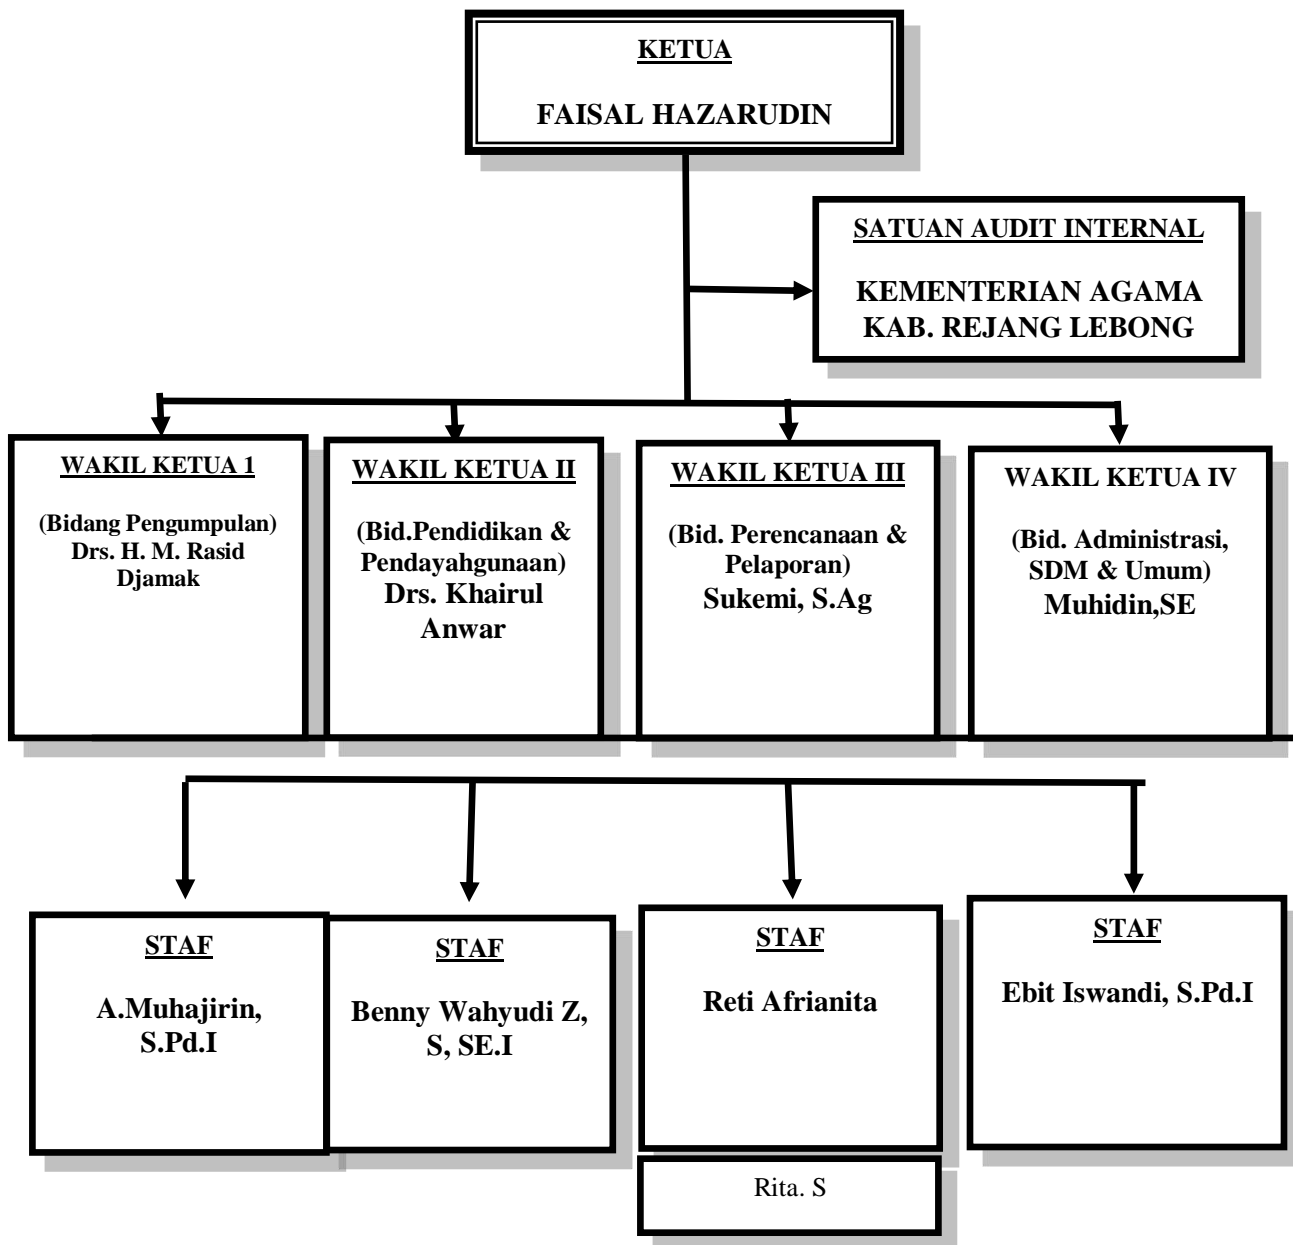 KETUA
FAISAL HAZARUDIN
SATUAN AUDIT INTERNAL
KEMENTERIAN AGAMA
KAB. REJANG LEBONG
WAKIL KETUA 1
(Bidang Pengumpulan)
Drs. H. M. Rasid
Djamak
WAKIL KETUA II
(Bid.Pendidikan &
Pendayahgunaan)
Drs. Khairul
Anwar
WAKIL KETUA III
(Bid. Perencanaan &
Pelaporan)
Sukemi, S.Ag
WAKIL KETUA IV
(Bid. Administrasi,
SDM & Umum)
Muhidin,SE
STAF
A.Muhajirin,
S.Pd.I
STAF
Benny Wahyudi Z,
S, SE.I
STAF
Reti Afrianita
STAF
Ebit Iswandi, S.Pd.I
Rita. S